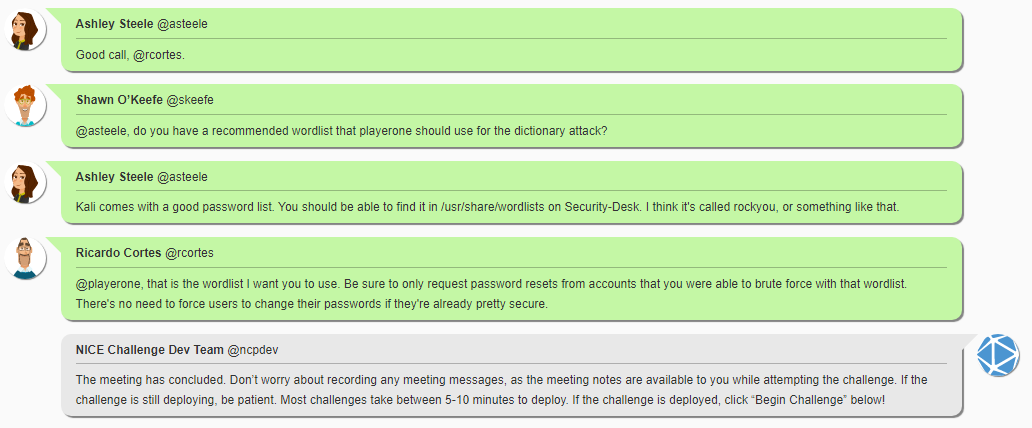 Ashley Steele @asteele
Good call, @rcortes.
Shawn O'Keefe @skeefe
@asteele, do you have a recommended wordlist that playerone should use for the dictionary attack?
Ashley Steele @asteele
Kali comes with a good password list. You should be able to find it in /usr/share/wordlists on Security-Desk. I think it's called rockyou, or something like that.
Ricardo Cortes @rcortes
@playerone, that is the wordlist I want you to use. Be sure to only request password resets from accounts that you were able to brute force with that wordlist.
There's no need to force users to change their passwords if they're already pretty secure.
NICE Challenge Dev Team @ncpdev
The meeting has concluded. Don't worry about recording any meeting messages, as the meeting notes are available to you while attempting the challenge. If the
challenge is still deploying, be patient. Most challenges take between 5-10 minutes to deploy. If the challenge is deployed, click “Begin Challenge” below!